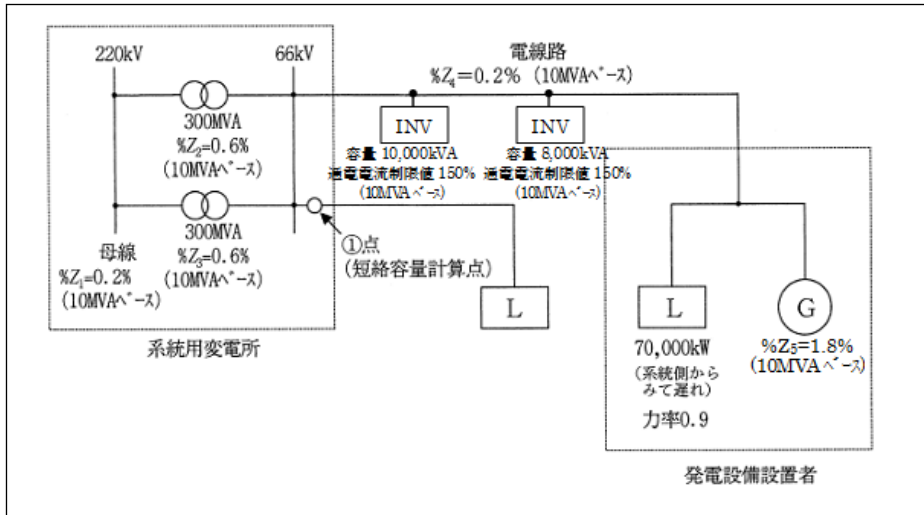 220kV
66kV
電線路
%Z₄=0.2% (10MVAベース)
300MVA
%Z₂=0.6%
(10MVAベース)
INV
容量 10,000kVA
通電電流制限値 150%
(10MVAベース)
INV
容量 8,000kVA
通電電流制限値 150%
(10MVAベース)
300MVA
%Z₃=0.6%
(10MVAベース)
母線
%Z₁=0.2%
(10MVAベース)
①点
(短絡容量計算点)
L
系統用変電所
L
70,000kW
(系統側から
みて遅れ)
力率0.9
G
%Z₅=1.8%
(10MVAベース)
発電設備設置者